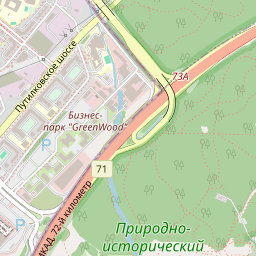 Путилковское шоссе
73А
Бизнес-
парк "GreenWood"
71
МКАД, 72-й километр
P
P
Природно-
исторический